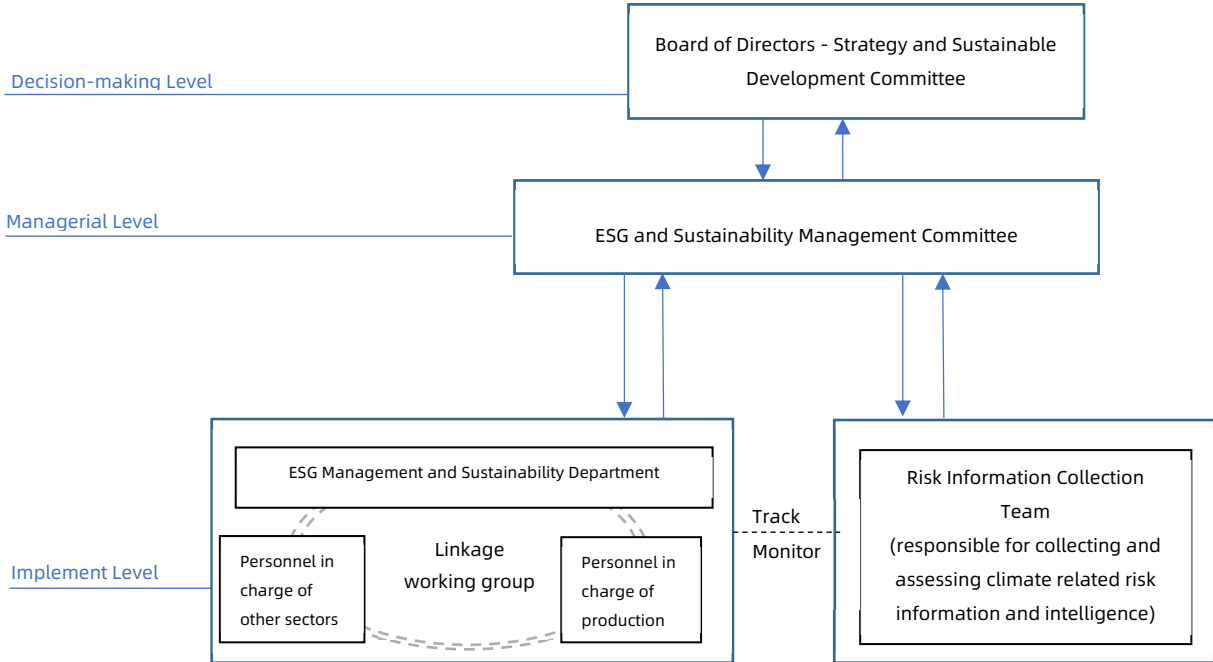 Board of Directors - Strategy and Sustainable
Development Committee
Decision-making Level
Managerial Level
ESG and Sustainability Management Committee
ESG Management and Sustainability Department
Linkage
working group
Personnel in
charge of
other sectors
Personnel in
charge of
production
Track
Monitor
Risk Information Collection
Team
(responsible for collecting and
assessing climate related risk
information and intelligence)
Implement Level